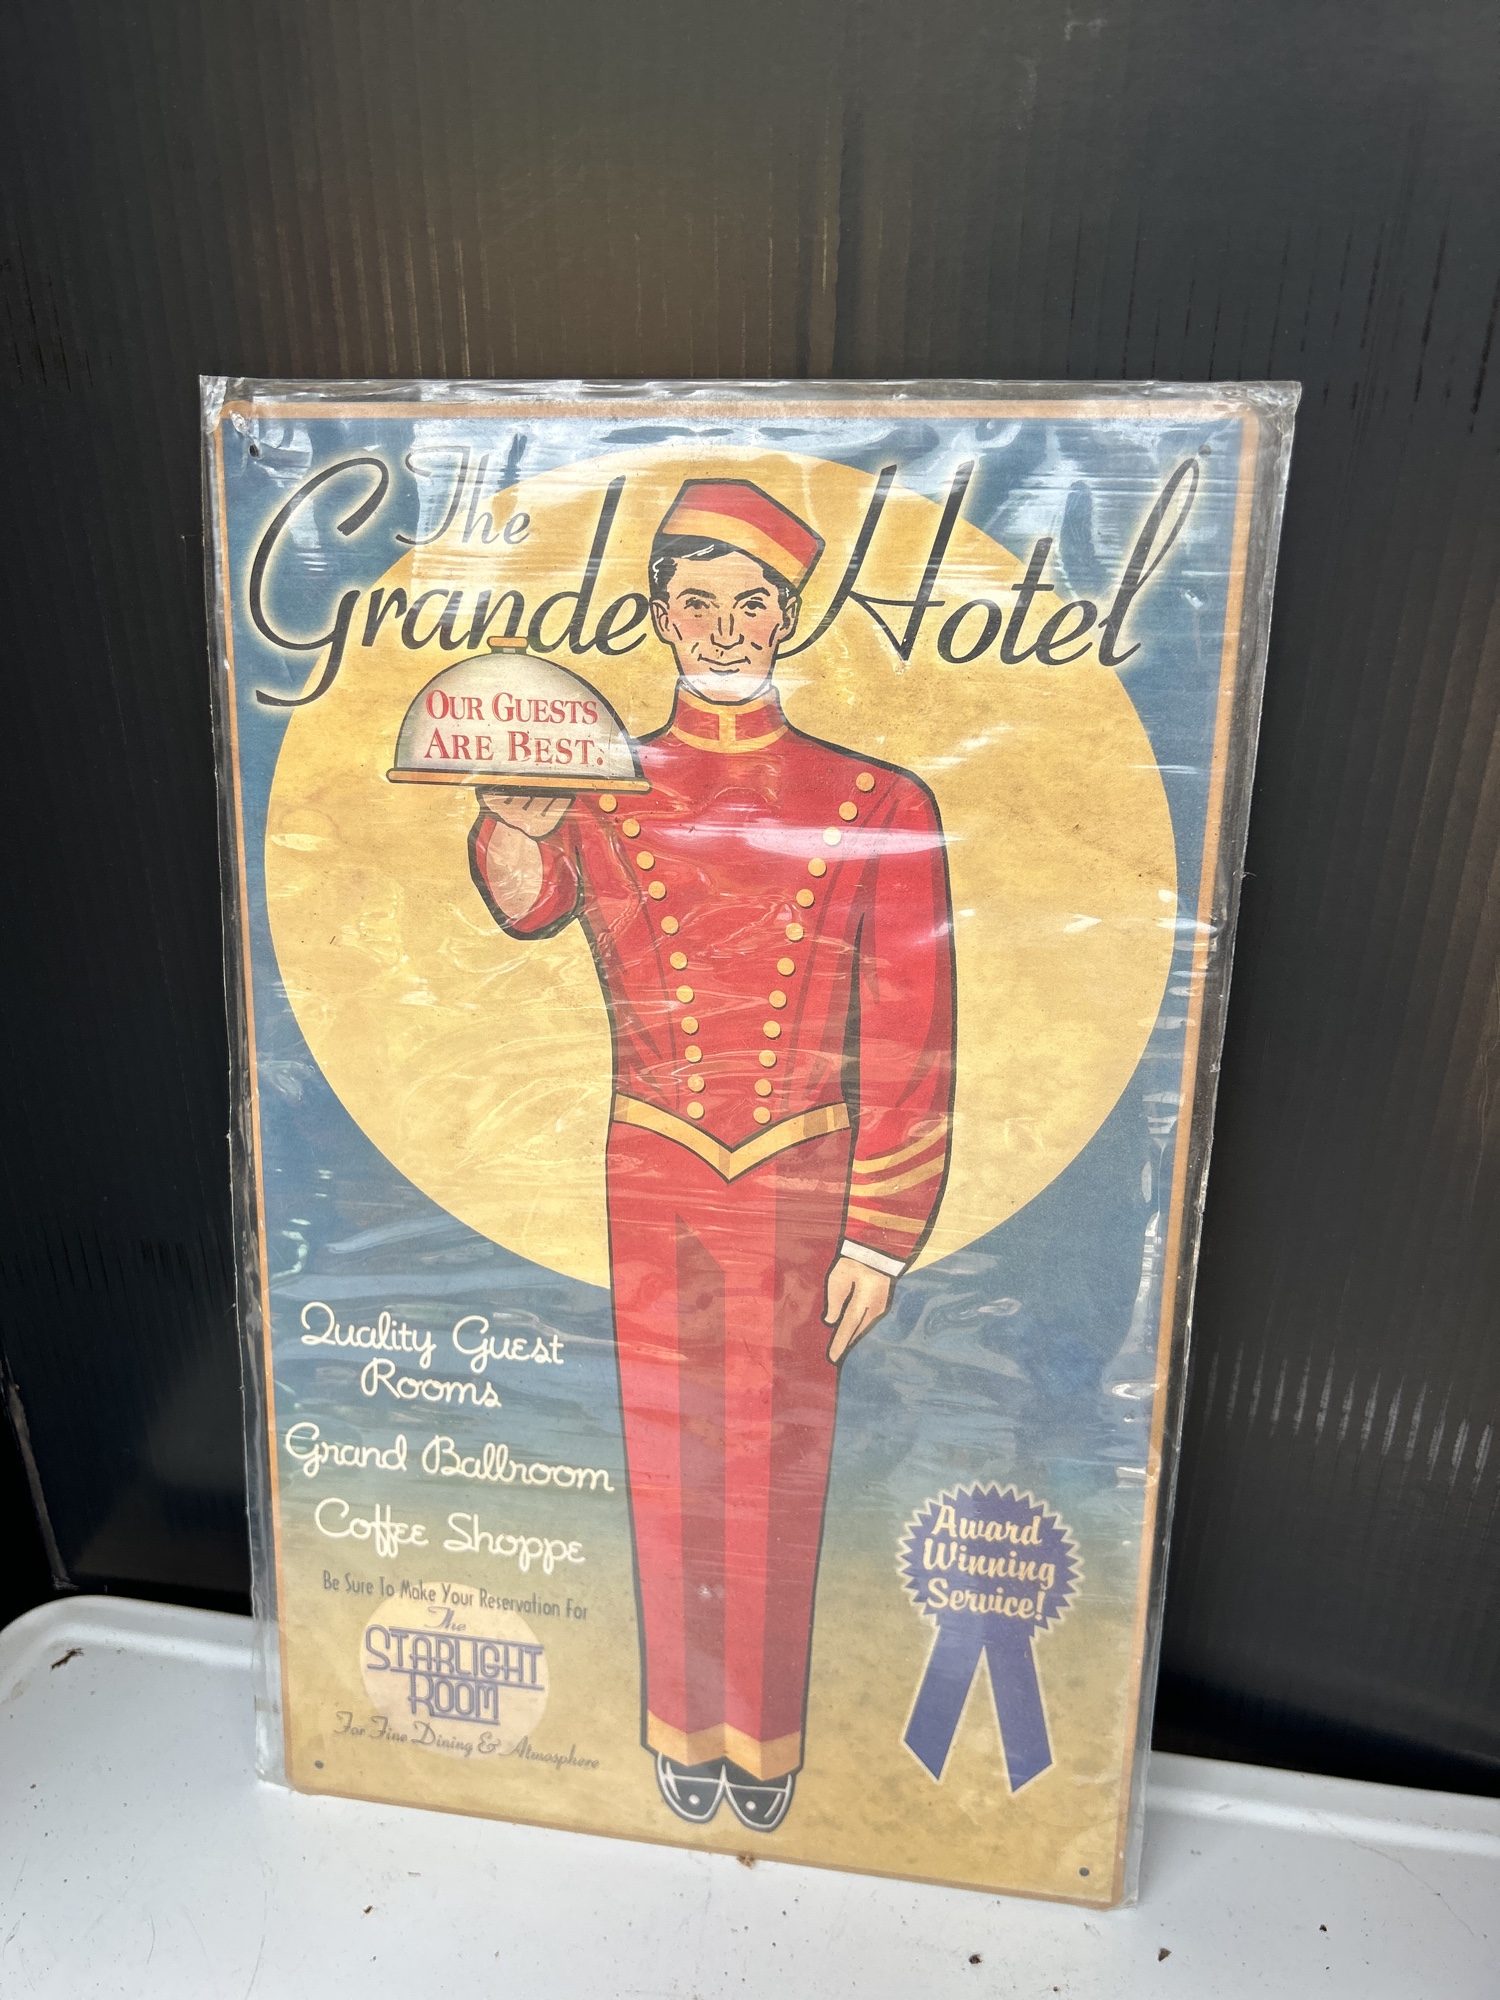 The
Grande Hotel
OUR GUESTS
ARE BEST.
Quality Guest
Rooms
Grand Ballroom
Coffee Shoppe
Be Sure To Make Your Reservation For
The
STARLIGHT
ROOM
For Fine Dining & Atmosphere
Award
Winning
Service!